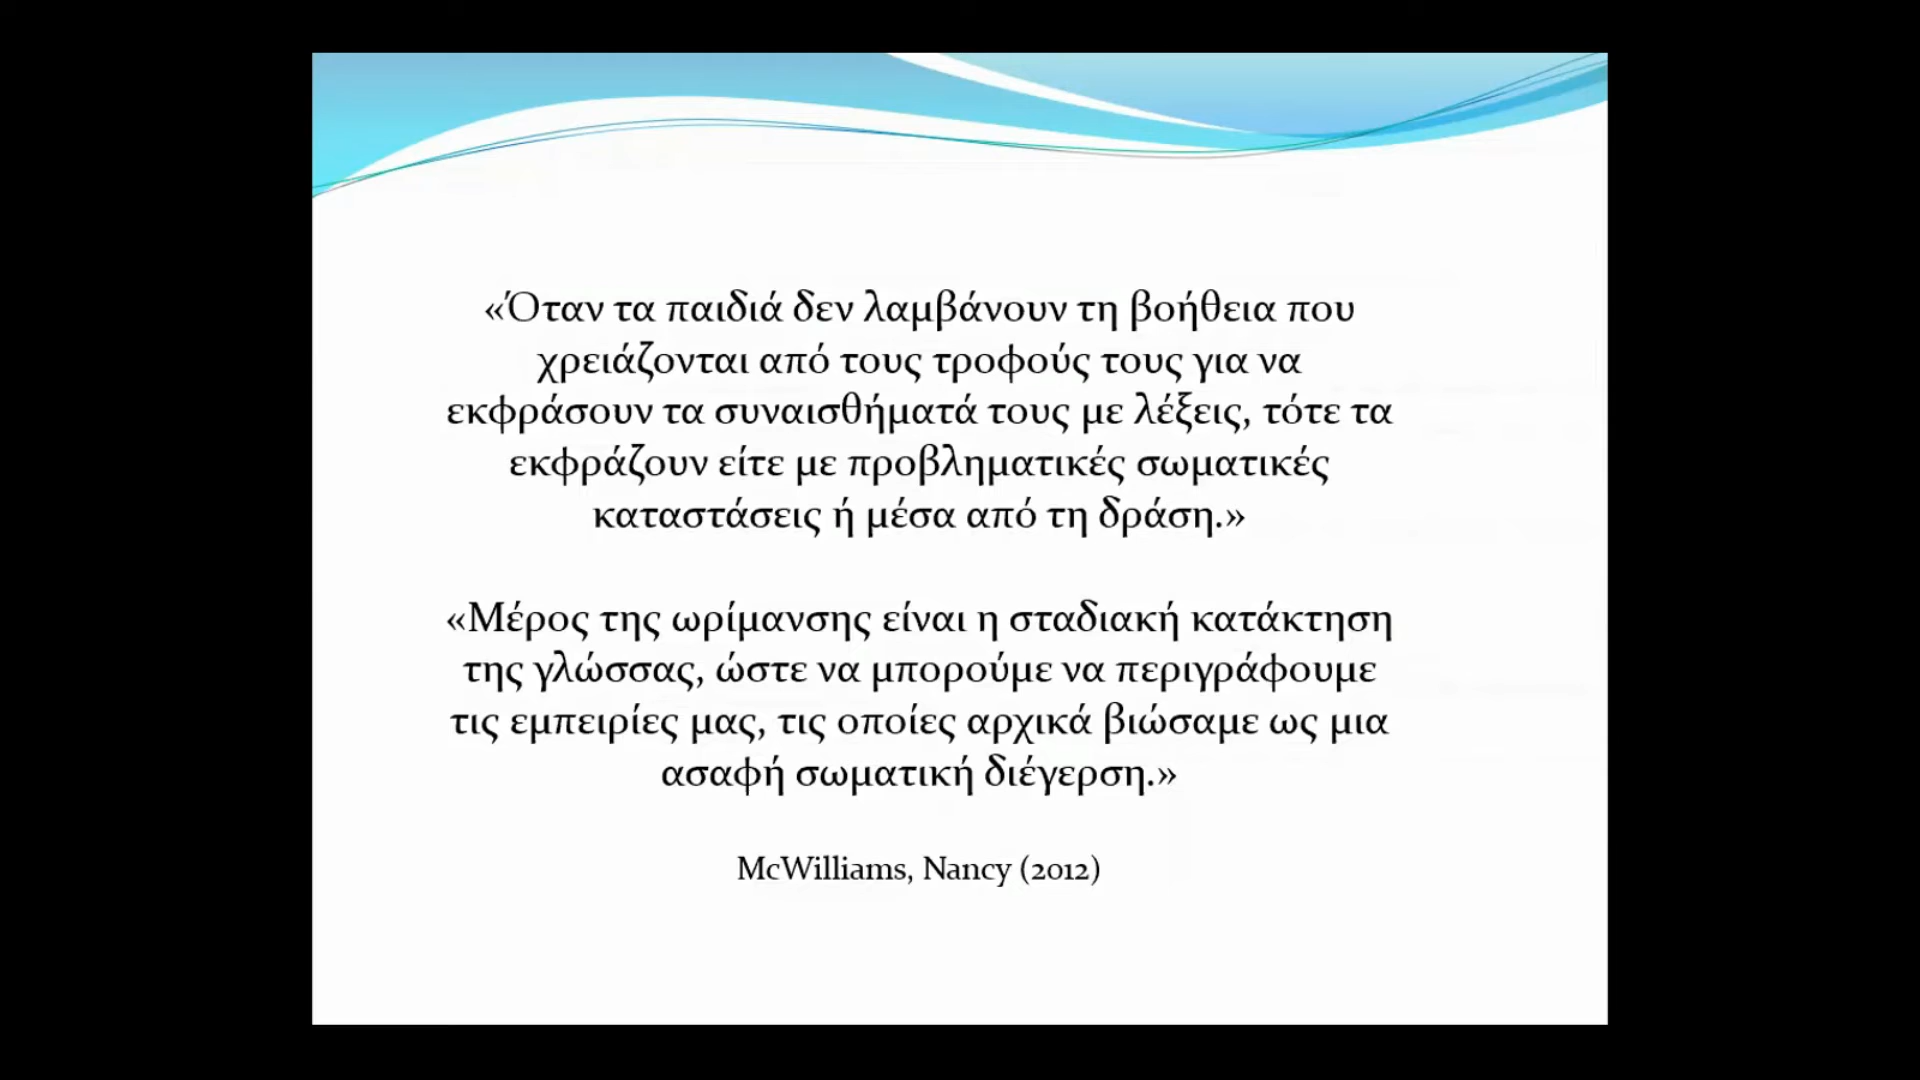 «Όταν τα παιδιά δεν λαμβάνουν τη βοήθεια που
χρειάζονται από τους τροφούς τους για να
εκφράσουν τα συναισθήματά τους με λέξεις, τότε τα
εκφράζουν είτε με προβληματικές σωματικές
καταστάσεις ή μέσα από τη δράση.»
«Μέρος της ωρίμανσης είναι η σταδιακή κατάκτηση
της γλώσσας, ώστε να μπορούμε να περιγράφουμε
τις εμπειρίες μας, τις οποίες αρχικά βιώσαμε ως μια
ασαφή σωματική διέγερση.»
McWilliams, Nancy (2012)